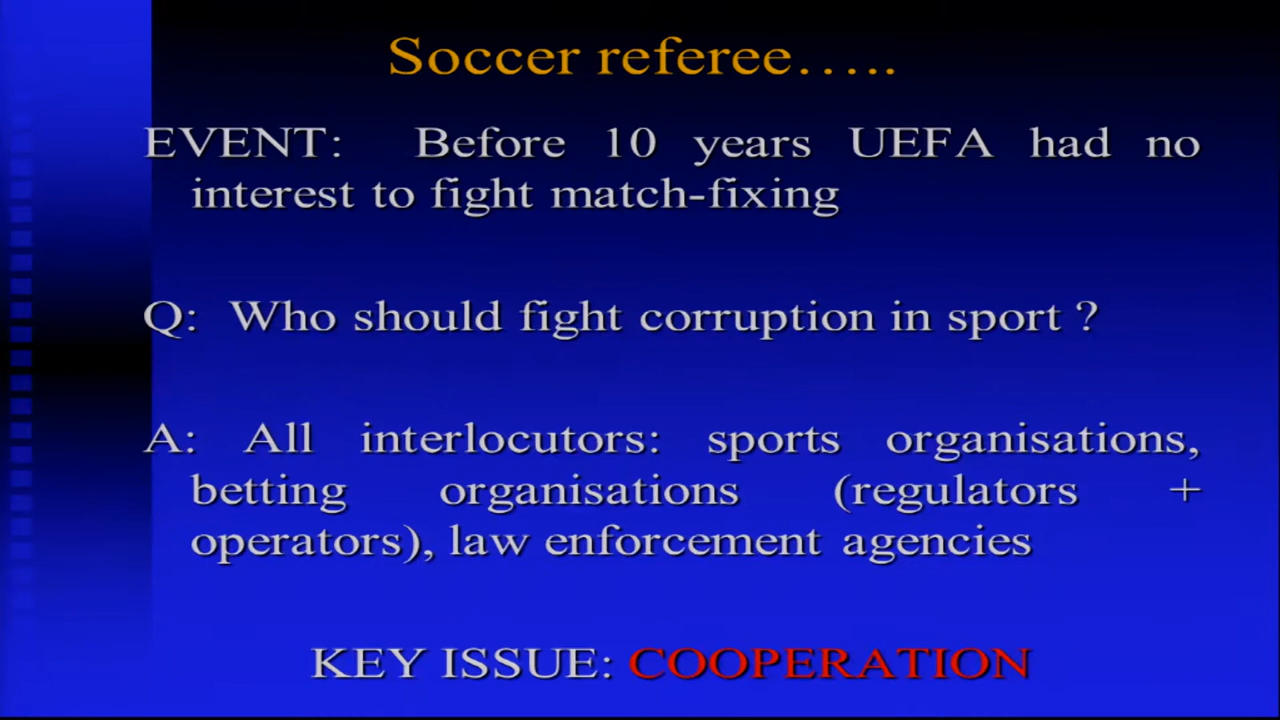 Soccer referee…..
EVENT: Before 10 years UEFA had no
interest to fight match-fixing
Q: Who should fight corruption in sport ?
A: All interlocutors: sports organisations,
betting organisations (regulators +
operators), law enforcement agencies
KEY ISSUE: COOPERATION